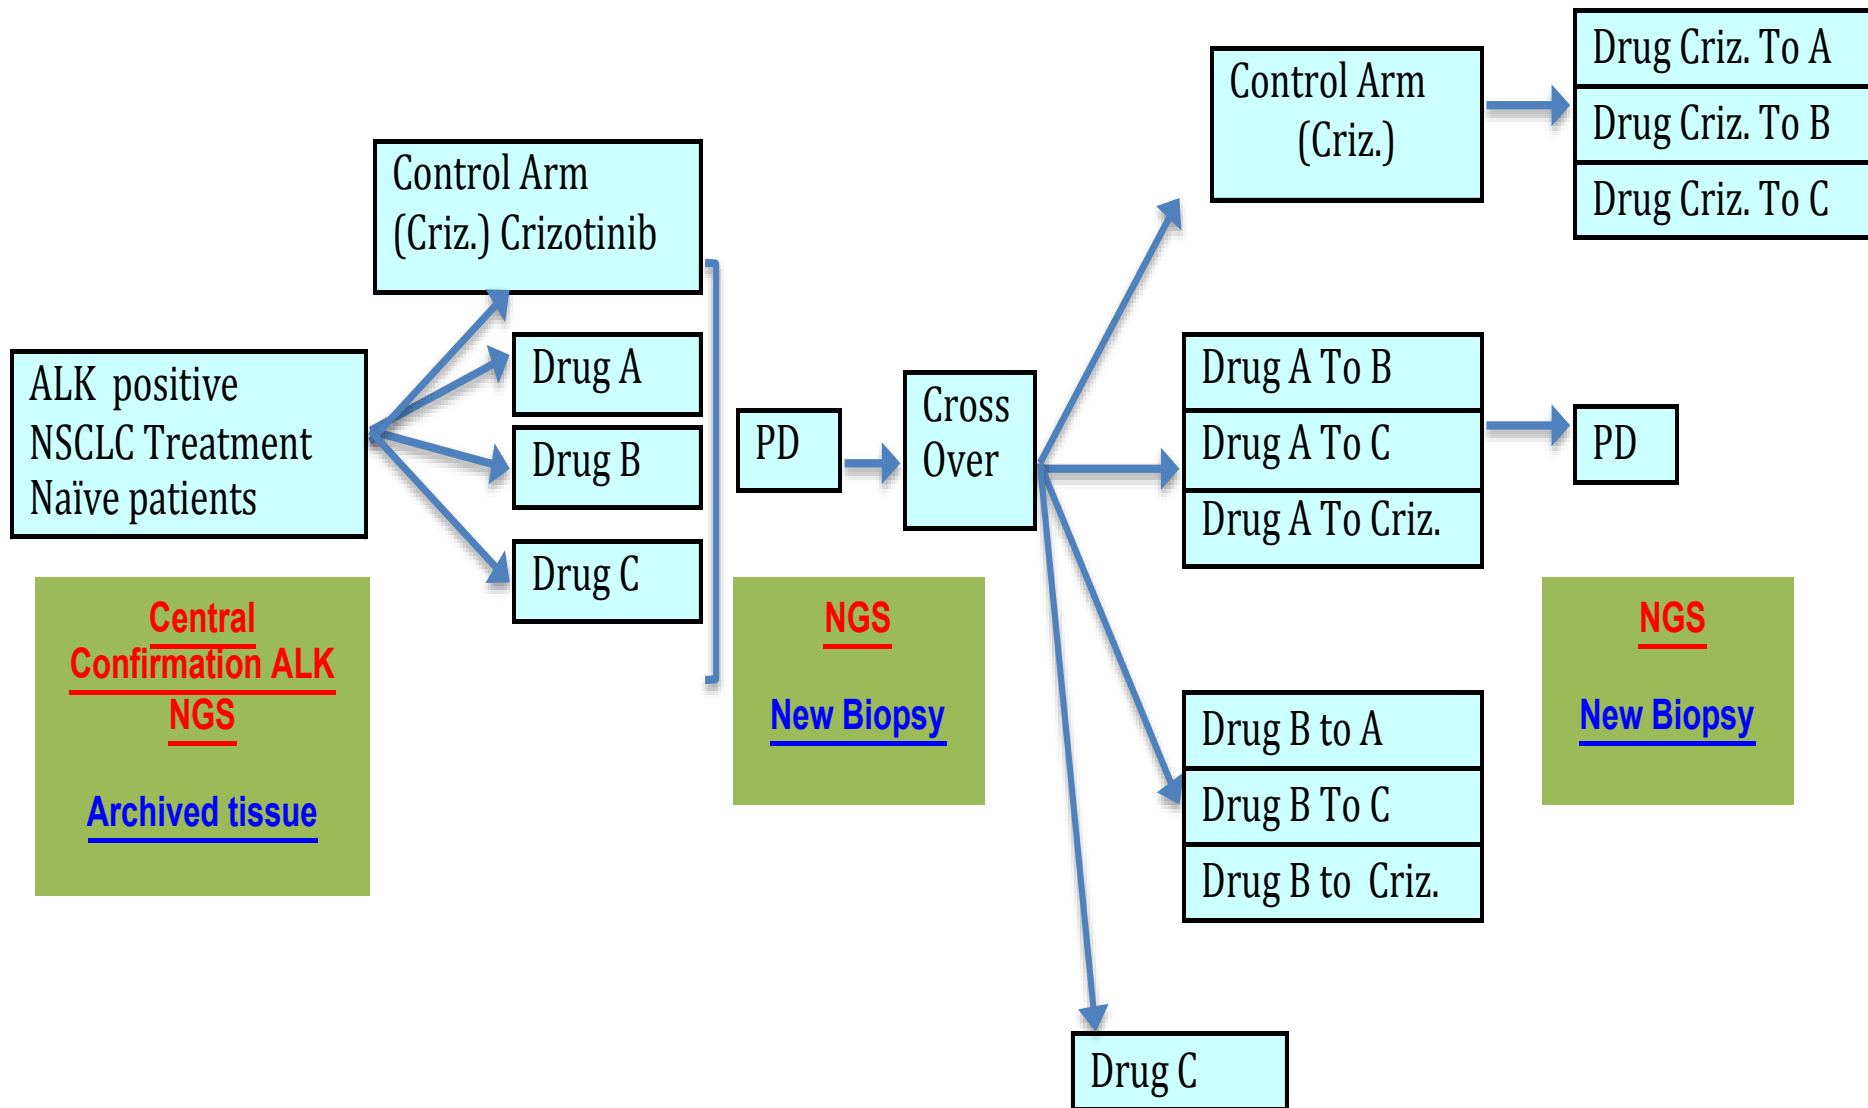 ALK  positive
NSCLC Treatment
Naïve patients
Central
Confirmation ALK
NGS
Archived tissue
Control Arm
(Criz.) Crizotinib
Drug A
Drug B
Drug C
PD
NGS
New Biopsy
Cross
Over
Control Arm
(Criz.)
Drug Criz. To A
Drug Criz. To B
Drug Criz. To C
Drug A To B
Drug A To C
Drug A To Criz.
PD
NGS
New Biopsy
Drug B to A
Drug B To C
Drug B to  Criz.
Drug C